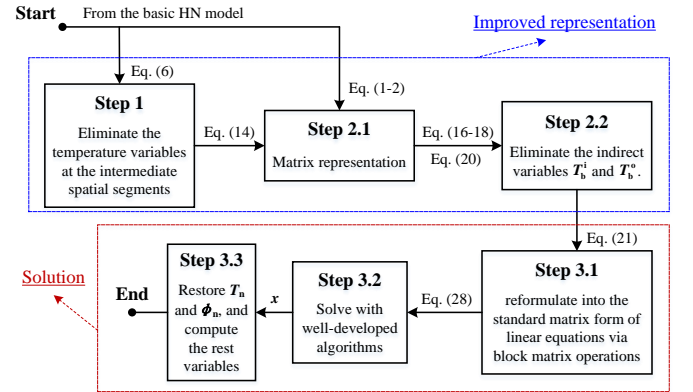 Start
From the basic HN model
Improved representation
Eq. (6)
Eq. (1-2)
Step 1
Eliminate the
temperature variables
at the intermediate
spatial segments
Eq. (14)
Step 2.1
Matrix representation
Eq. (16-18)
Eq. (20)
Step 2.2
Eliminate the indirect
variables T_b^i and T_b^o.
Eq. (21)
Solution
Step 3.1
reformulate into the
standard matrix form of
linear equations via
block matrix operations
Eq. (28)
Step 3.2
Solve with
well-developed
algorithms
x
Step 3.3
Restore T_n
and ϕ_n, and
compute
the rest
variables
End